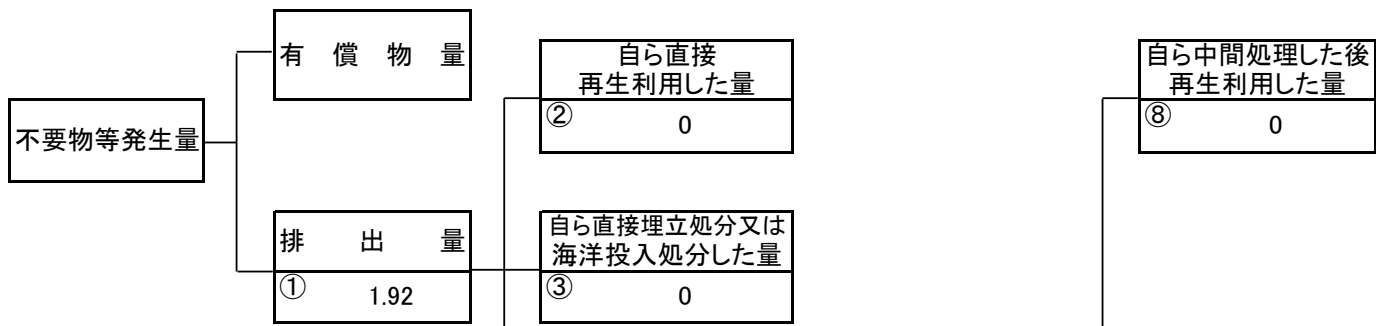 有償物量
自ら直接
再生利用した量
② 0
自ら中間処理した後
再生利用した量
⑧ 0
不要物等発生量
排出量
① 1.92
自ら直接埋立処分又は
海洋投入処分した量
③ 0